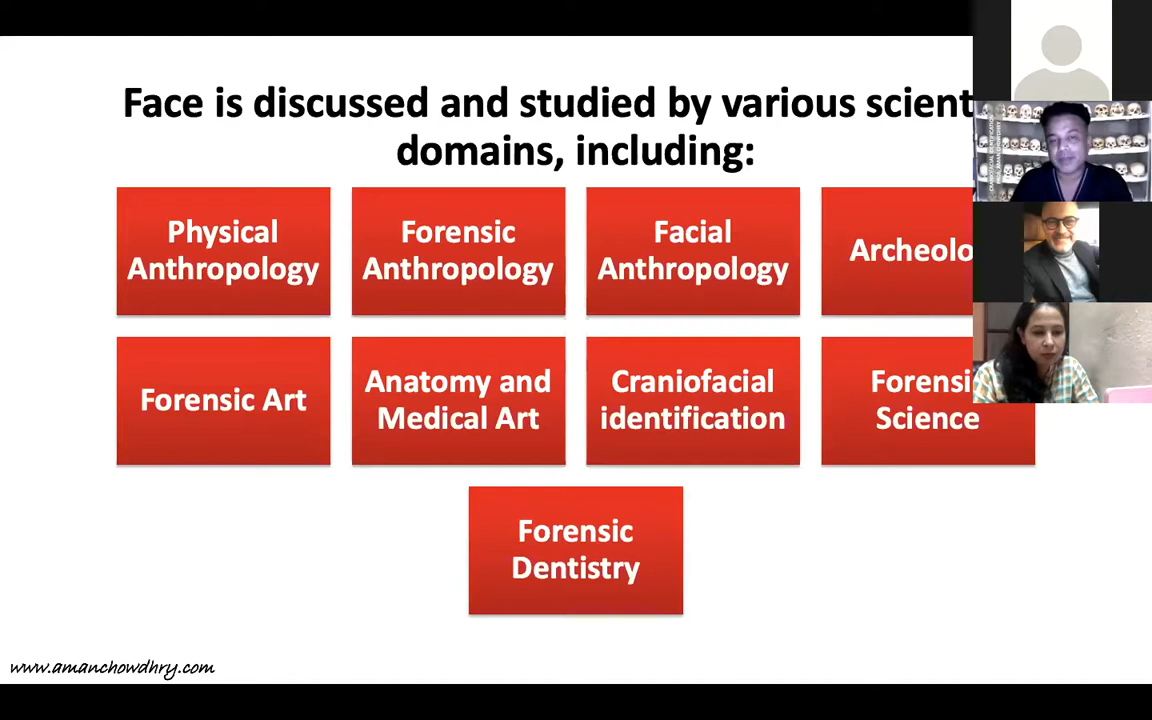 Face is discussed and studied by various scient
domains, including:
Physical
Anthropology
Forensic
Anthropology
Facial
Anthropology
Archeolo
Forensic Art
Anatomy and
Medical Art
Craniofacial
identification
Forensi
Science
Forensic
Dentistry
www.amanchowdhry.com